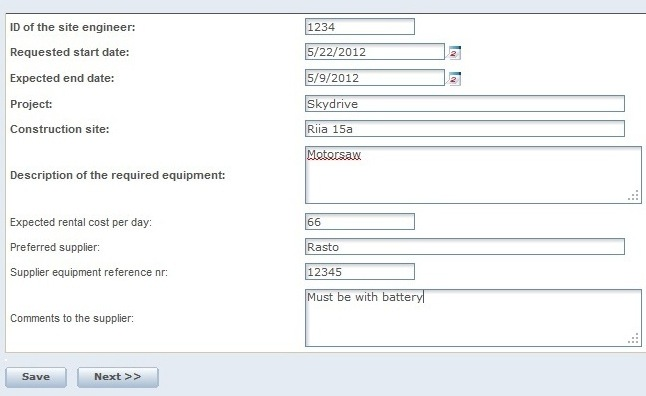 ID of the site engineer: 1234
Requested start date: 5/22/2012
Expected end date: 5/9/2012
Project: Skydrive
Construction site: Riia 15a
Description of the required equipment: Motorsaw
Expected rental cost per day: 66
Preferred supplier: Rasto
Supplier equipment reference nr: 12345
Comments to the supplier: Must be with battery
Save Next >>